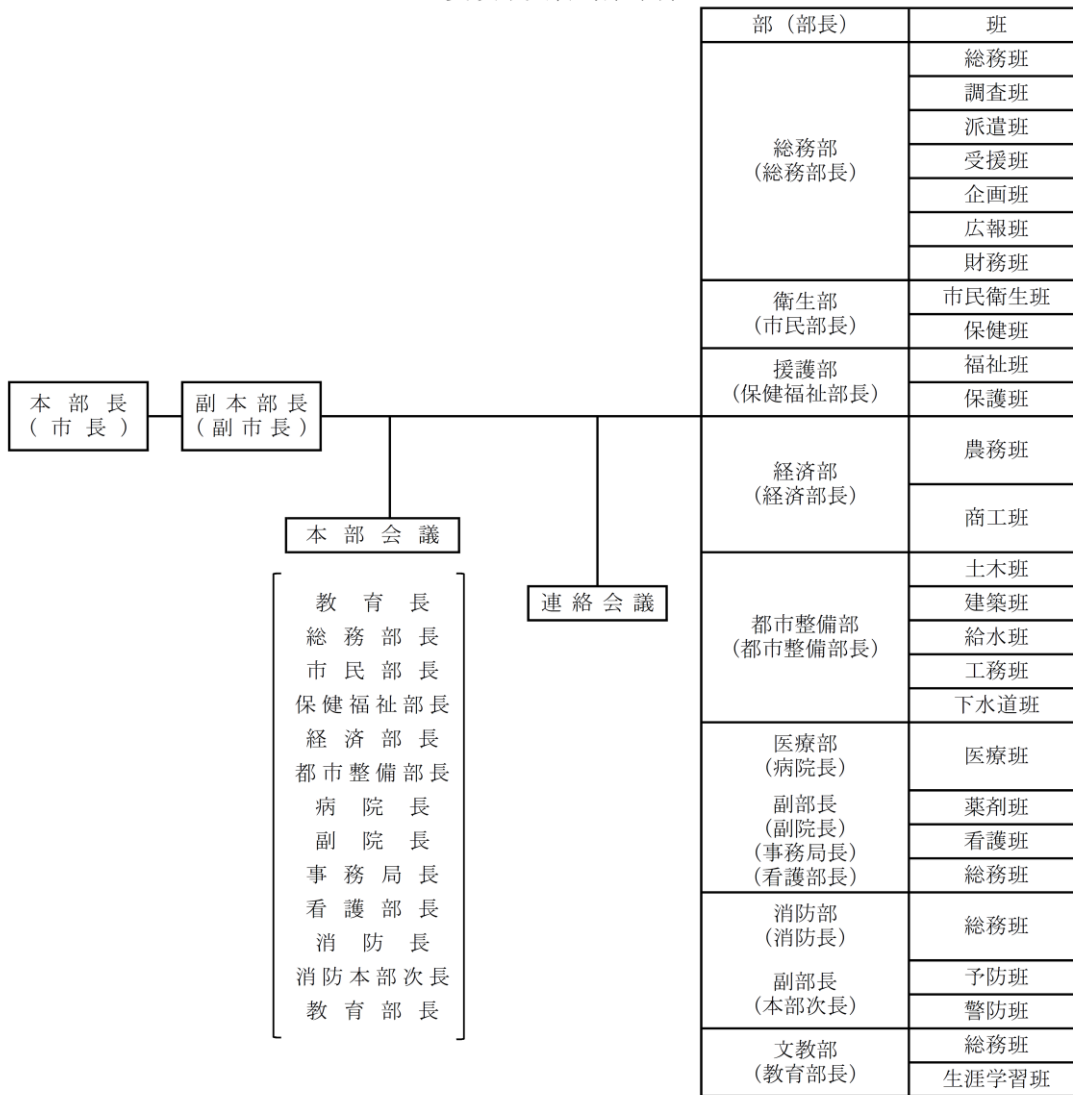 部（部長）
班
総務部
（総務部長）
総務班
調査班
派遣班
受援班
企画班
広報班
財務班
衛生部
（市民部長）
市民衛生班
保健班
援護部
（保健福祉部長）
福祉班
保護班
本部長
（市長）
副本部長
（副市長）
経済部
（経済部長）
農務班
商工班
本部会議
教育長
総務部長
市民部長
保健福祉部長
経済部長
都市整備部長
病院長
副院長
事務局長
看護部長
消防長
消防本部次長
教育部長
連絡会議
都市整備部
（都市整備部長）
土木班
建築班
給水班
工務班
下水道班
医療部
（病院長）
副部長
（副院長）
（事務局長）
（看護部長）
医療班
薬剤班
看護班
総務班
消防部
（消防長）
副部長
（本部次長）
総務班
予防班
警防班
文教部
（教育部長）
総務班
生涯学習班